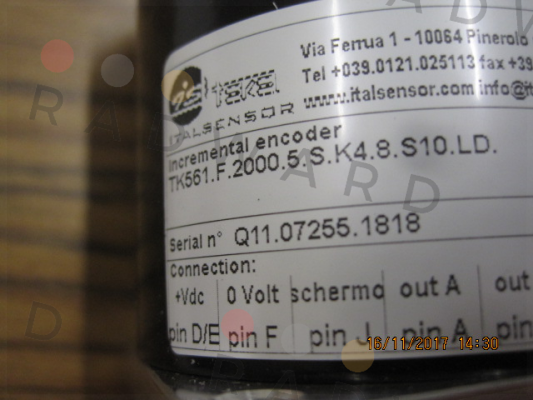 Via Ferrua 1 - 10064 Pinerolo
Tel +039.0121.025113 fax +39
www.italsensor.com info@it
is TEKEL
ITALSENSOR
Incremental encoder
TK561.F.2000.5.S.K4.8.S10.LD.
Serial n° Q11.07255.1818
Connection:
+Vdc 0 Volt schermo out A out
pin D/E pin F pin J pin A pin
16/11/2017 14:30